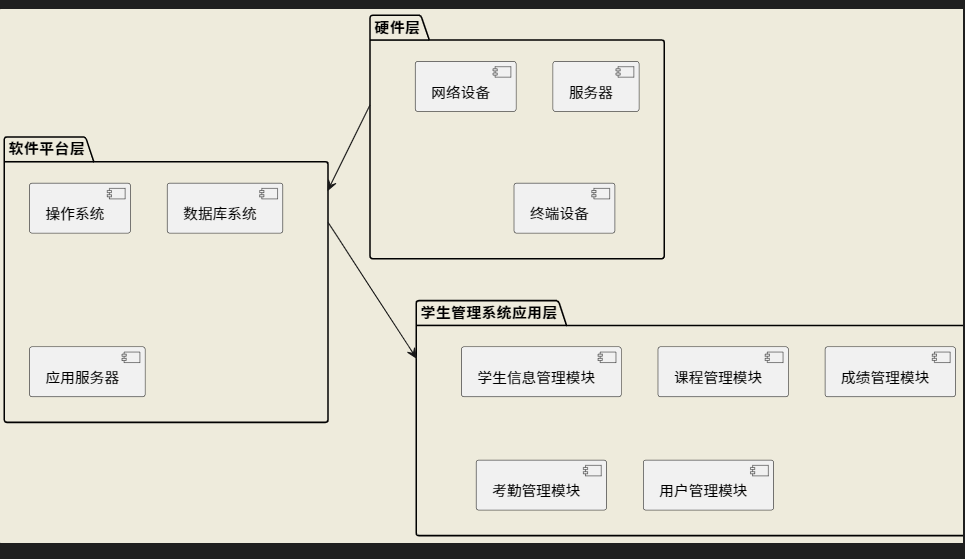 硬件层
网络设备
服务器
终端设备
软件平台层
操作系统
数据库系统
应用服务器
学生管理系统应用层
学生信息管理模块
课程管理模块
成绩管理模块
考勤管理模块
用户管理模块